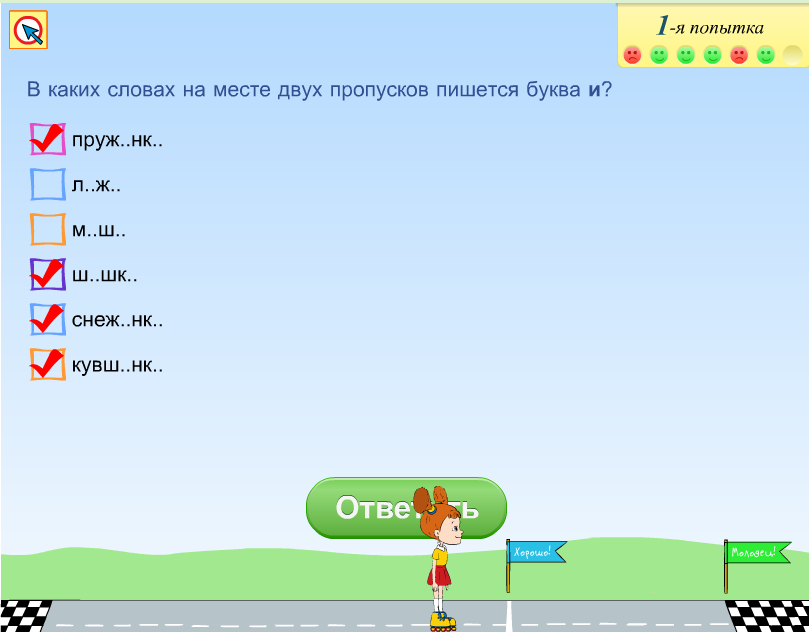 1-я попытка
В каких словах на месте двух пропусков пишется буква и?
пруж..нк..
л..ж..
м..ш..
ш..шк..
снеж..нк..
кувш..нк..
Ответить
Хорошо!
Молодец!